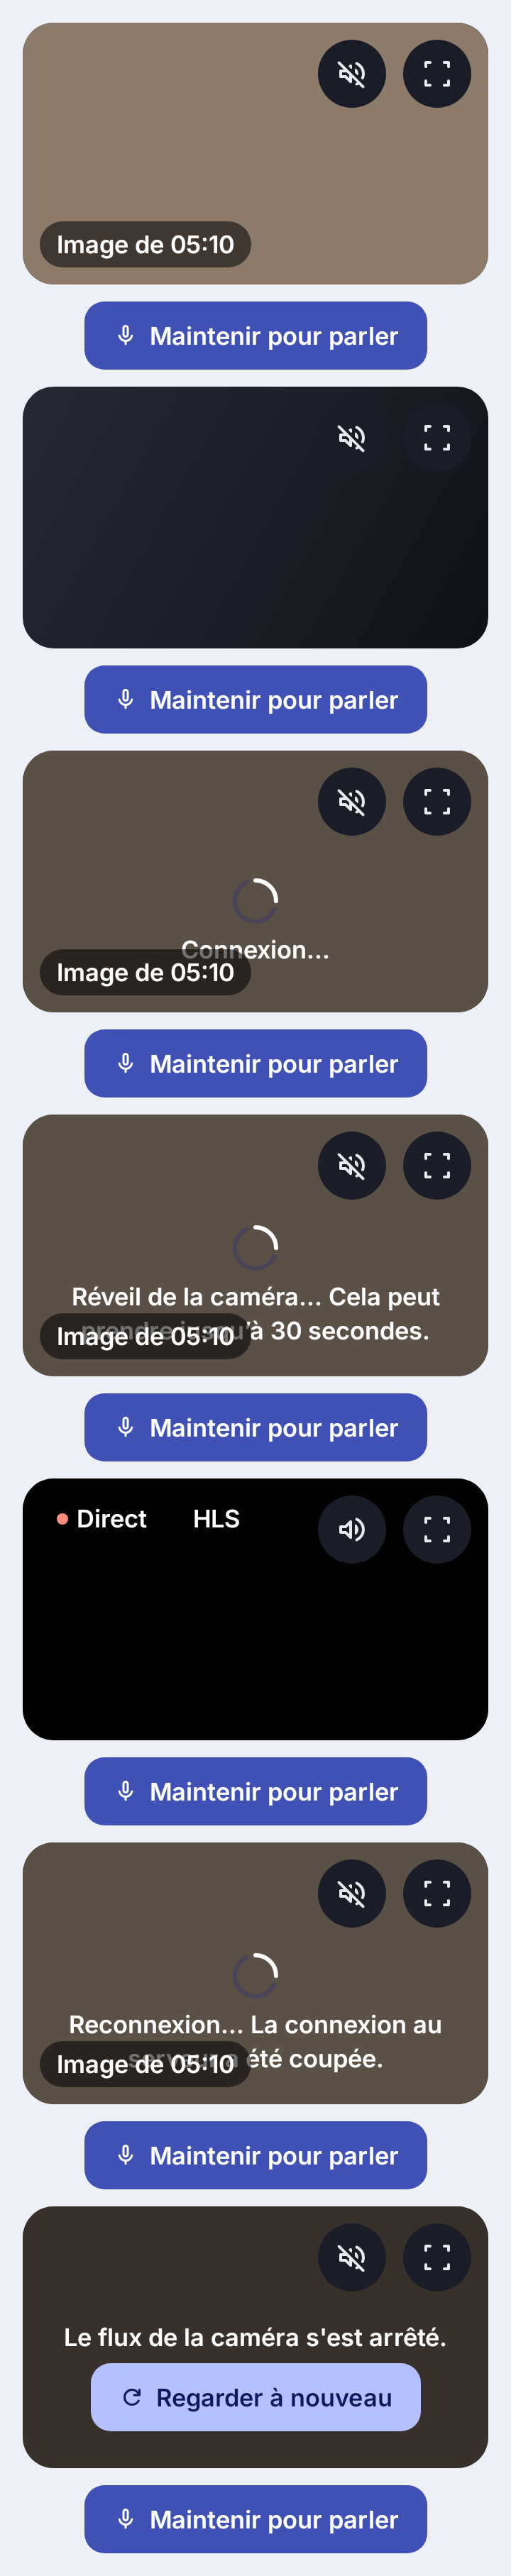 Image de 05:10
Maintenir pour parler
Maintenir pour parler
Connexion...
Image de 05:10
Maintenir pour parler
Réveil de la caméra... Cela peut
prendre jusqu'à 30 secondes.
Image de 05:10
Maintenir pour parler
Direct HLS
Maintenir pour parler
Reconnexion... La connexion au
serveur a été coupée.
Image de 05:10
Maintenir pour parler
Le flux de la caméra s'est arrêté.
Regarder à nouveau
Maintenir pour parler